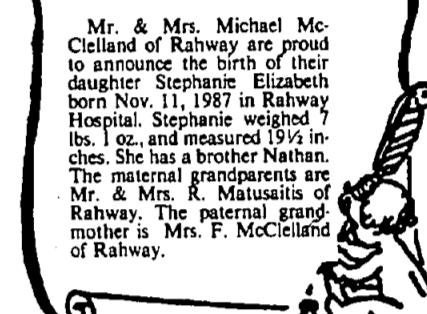 Mr. & Mrs. Michael Mc-
Clelland of Rahway are proud
to announce the birth of their
daughter Stephanie Elizabeth
born Nov. 11, 1987 in Rahway
Hospital. Stephanie weighed 7
lbs. 1 oz., and measured 19½ in-
ches. She has a brother Nathan.
The maternal grandparents are
Mr. & Mrs. R. Matusaitis of
Rahway. The paternal grand-
mother is Mrs. F. McClelland
of Rahway.